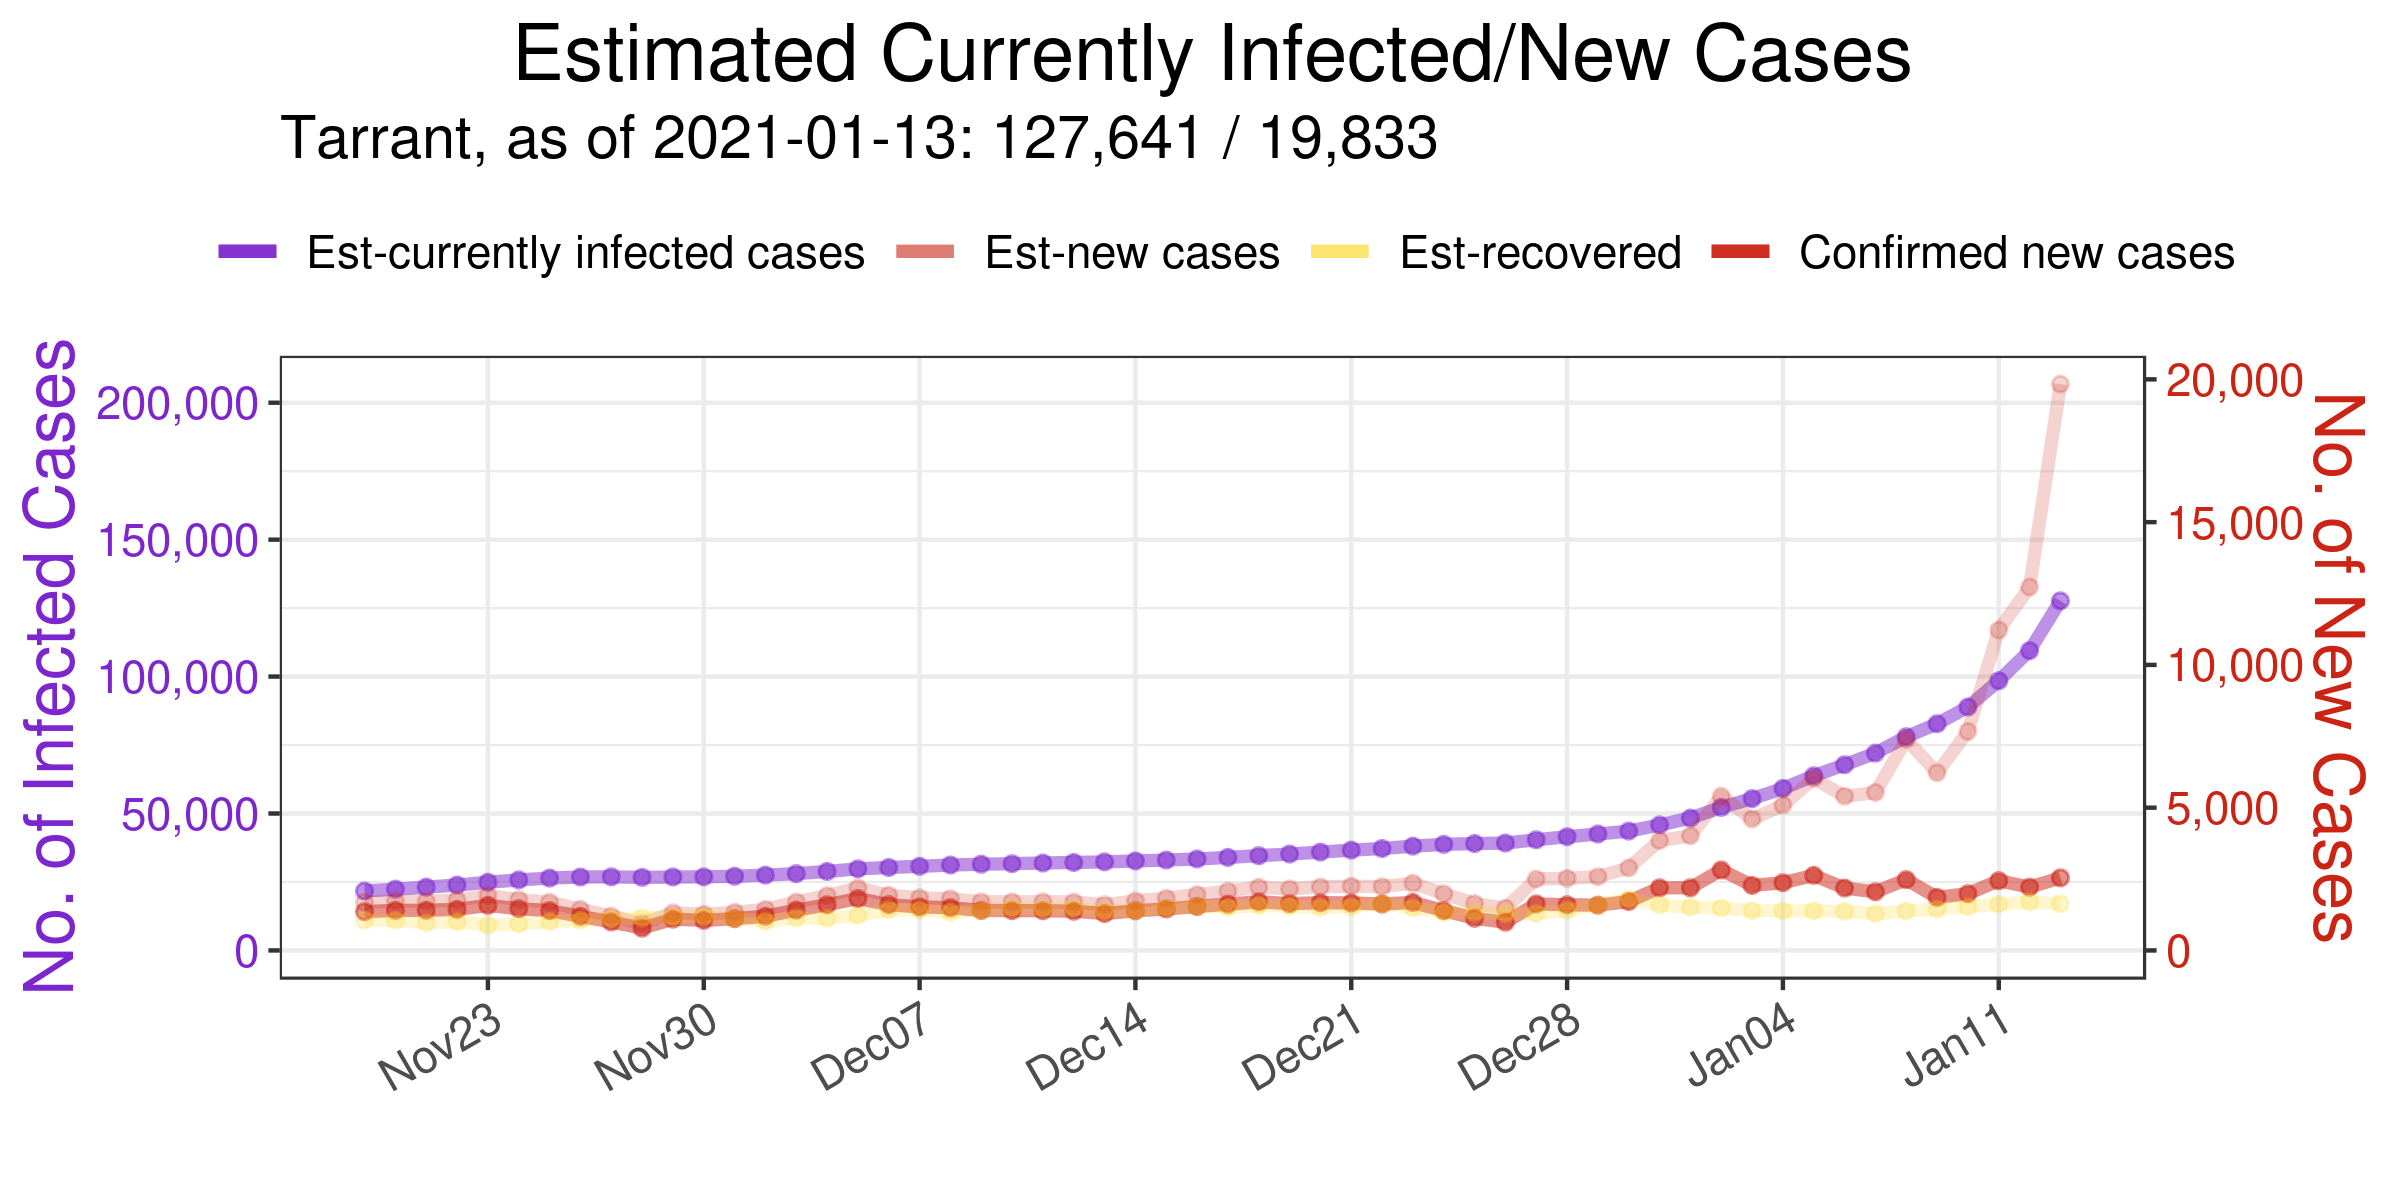 Estimated Currently Infected/New Cases
Tarrant, as of 2021-01-13: 127,641 / 19,833
Est-currently infected cases Est-new cases Est-recovered Confirmed new cases
No. of Infected Cases
200,000
150,000
100,000
50,000
0
20,000
15,000
10,000
5,000
0
No. of New Cases
Nov23 Nov30 Dec07 Dec14 Dec21 Dec28 Jan04 Jan11